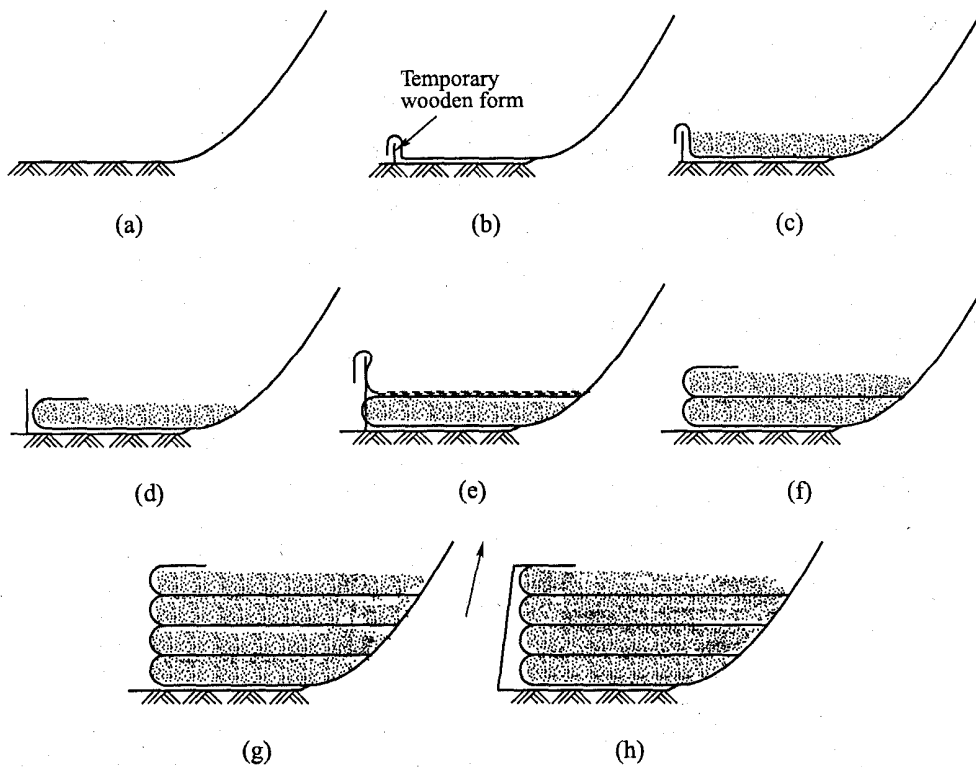 Temporary
wooden form
(a)
(b)
(c)
(d)
(e)
(f)
(g)
(h)